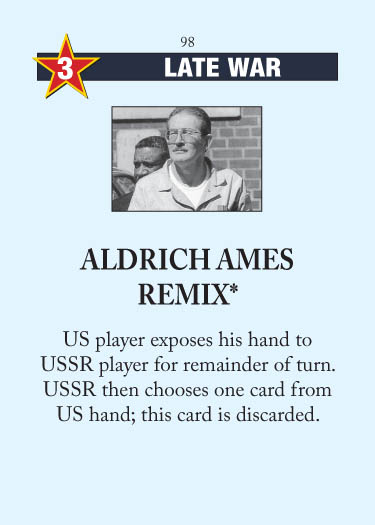 98
3
LATE WAR
ALDRICH AMES
REMIX*
US player exposes his hand to
USSR player for remainder of turn.
USSR then chooses one card from
US hand; this card is discarded.